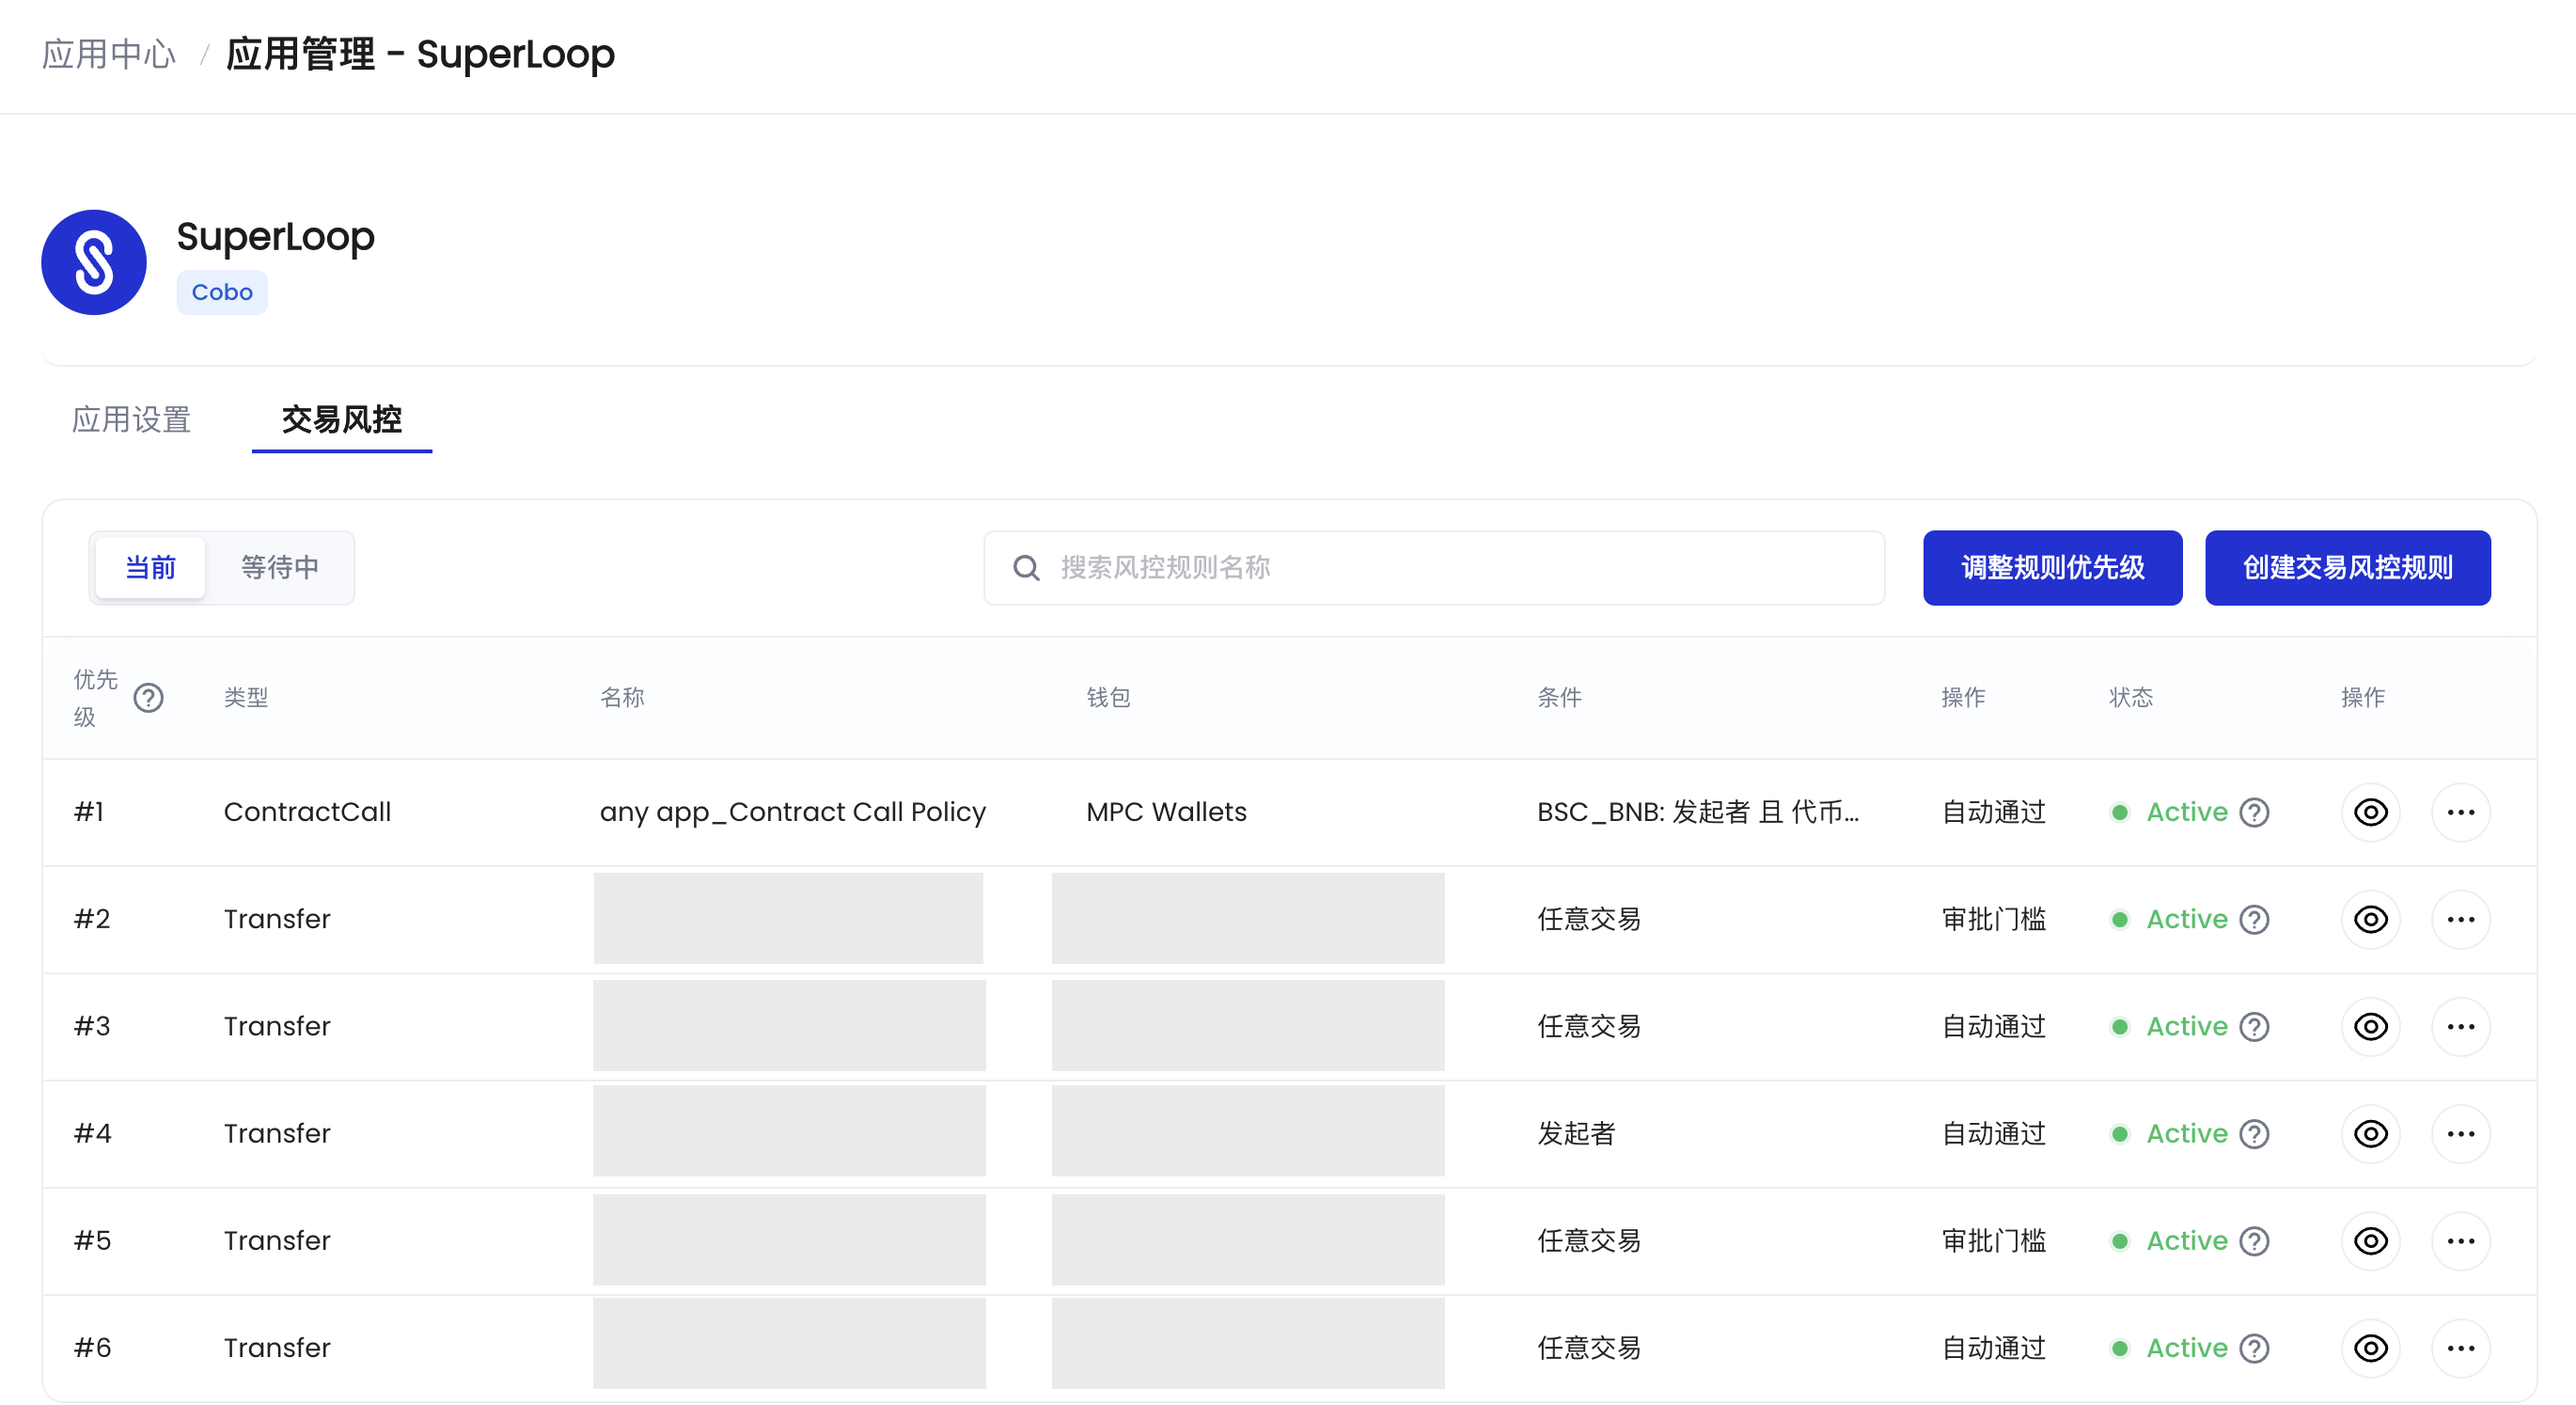 应用中心 / 应用管理 - SuperLoop
SuperLoop
Cobo
应用设置 交易风控
当前 等待中 搜索风控规则名称 调整规则优先级 创建交易风控规则
优先级 类型 名称 钱包 条件 操作 状态 操作
#1 ContractCall any app_Contract Call Policy MPC Wallets BSC_BNB: 发起者 且 代币... 自动通过 Active
#2 Transfer 任意交易 审批门槛 Active
#3 Transfer 任意交易 自动通过 Active
#4 Transfer 发起者 自动通过 Active
#5 Transfer 任意交易 审批门槛 Active
#6 Transfer 任意交易 自动通过 Active